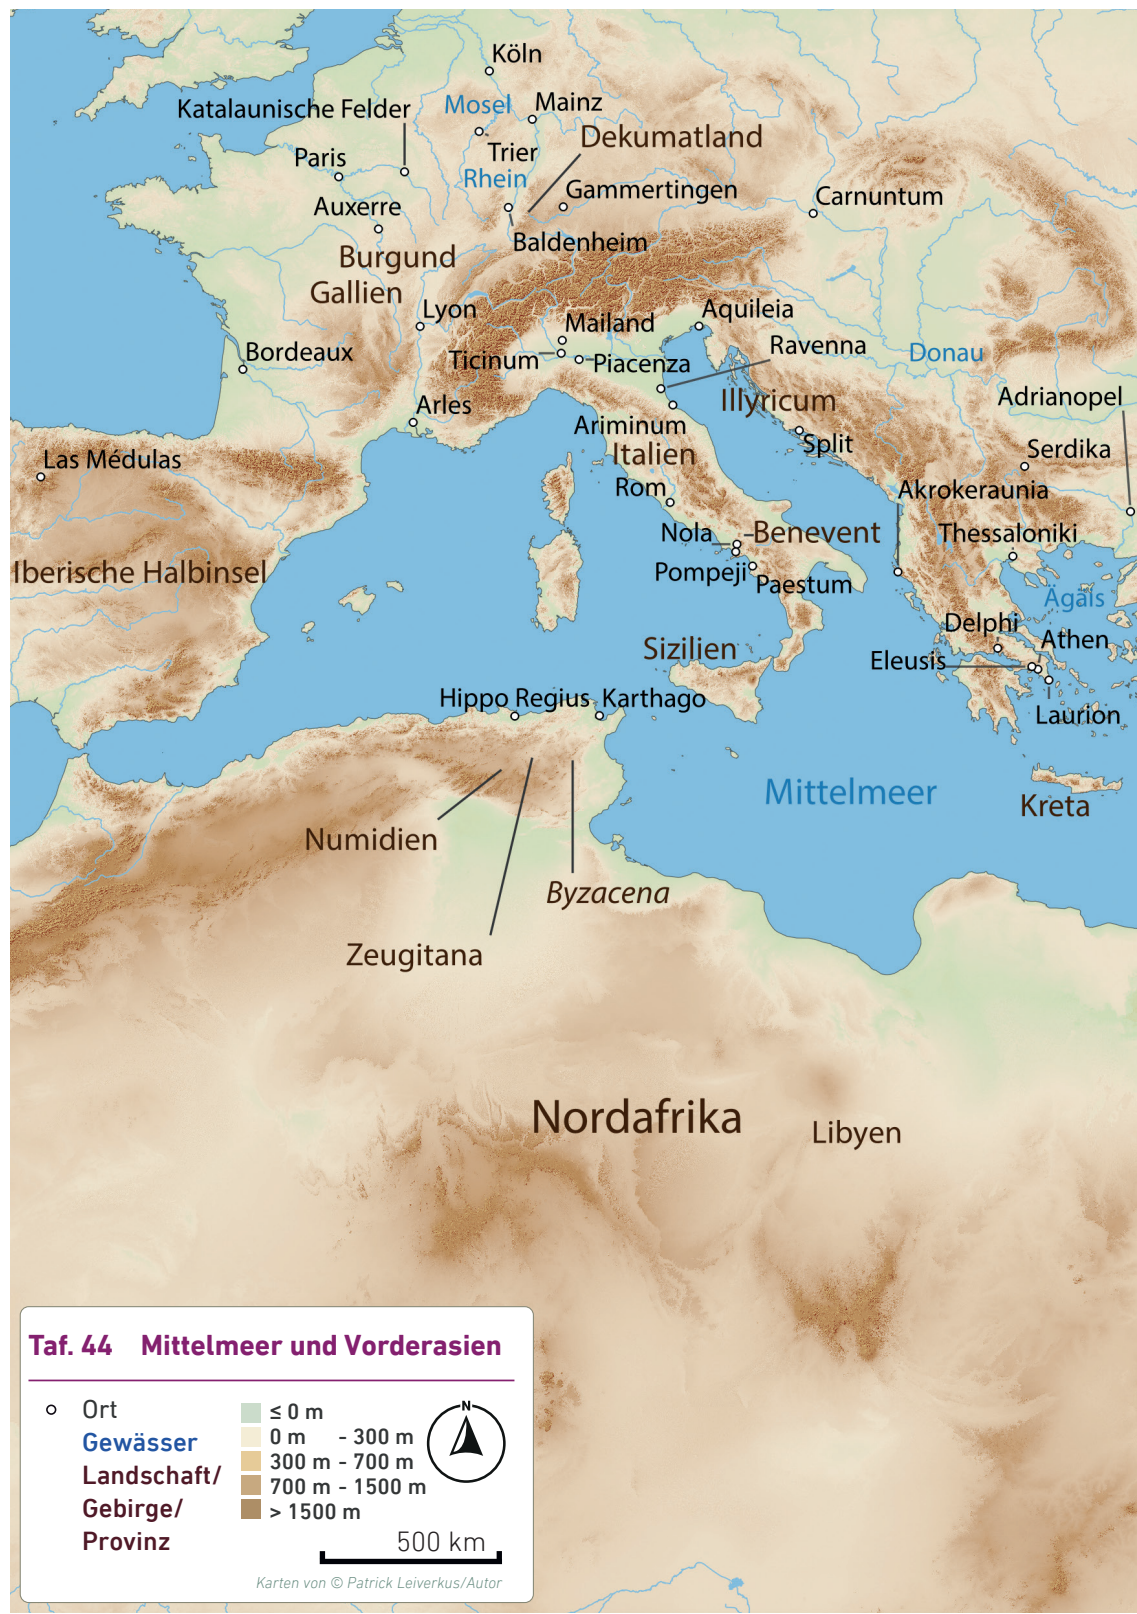 Köln
Katalaunische Felder
Mosel
Mainz
Trier
Dekumatland
Paris
Rhein
Gammertingen
Carnuntum
Auxerre
Baldenheim
Burgund
Gallien
Lyon
Mailand
Aquileia
Bordeaux
Ticinum
Piacenza
Ravenna
Donau
Adrianopel
Arles
Illyricum
Ariminum
Italien
Split
Serdika
Las Médulas
Rom
Akrokeraunia
Nola
Benevent
Thessaloniki
Iberische Halbinsel
Pompeji
Paestum
Ägäis
Delphi
Athen
Sizilien
Eleusis
Hippo Regius
Karthago
Laurion
Mittelmeer
Kreta
Numidien
Byzacena
Zeugitana
Nordafrika
Libyen
Taf. 44 Mittelmeer und Vorderasien
Ort
Gewässer
Landschaft/
Gebirge/
Provinz
≤ 0 m
0 m - 300 m
300 m - 700 m
700 m - 1500 m
> 1500 m
N
500 km
Karten von © Patrick Leiverkus/Autor